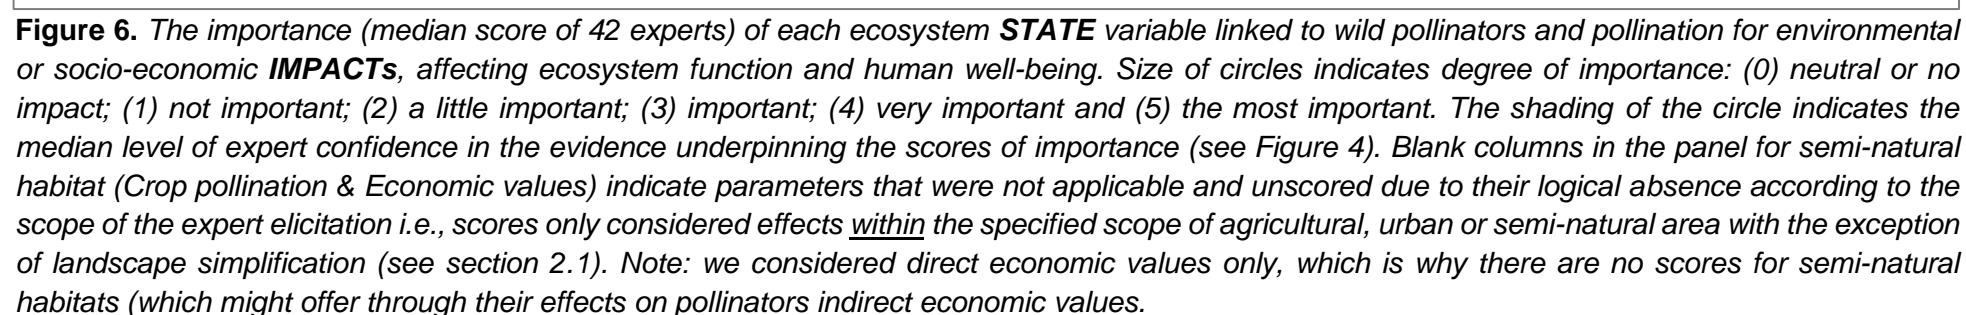 Figure 6. The importance (median score of 42 experts) of each ecosystem STATE variable linked to wild pollinators and pollination for environmental
or socio-economic IMPACTs, affecting ecosystem function and human well-being. Size of circles indicates degree of importance: (0) neutral or no
impact; (1) not important; (2) a little important; (3) important; (4) very important and (5) the most important. The shading of the circle indicates the
median level of expert confidence in the evidence underpinning the scores of importance (see Figure 4). Blank columns in the panel for semi-natural
habitat (Crop pollination & Economic values) indicate parameters that were not applicable and unscored due to their logical absence according to the
scope of the expert elicitation i.e., scores only considered effects within the specified scope of agricultural, urban or semi-natural area with the exception
of landscape simplification (see section 2.1). Note: we considered direct economic values only, which is why there are no scores for semi-natural
habitats (which might offer through their effects on pollinators indirect economic values.